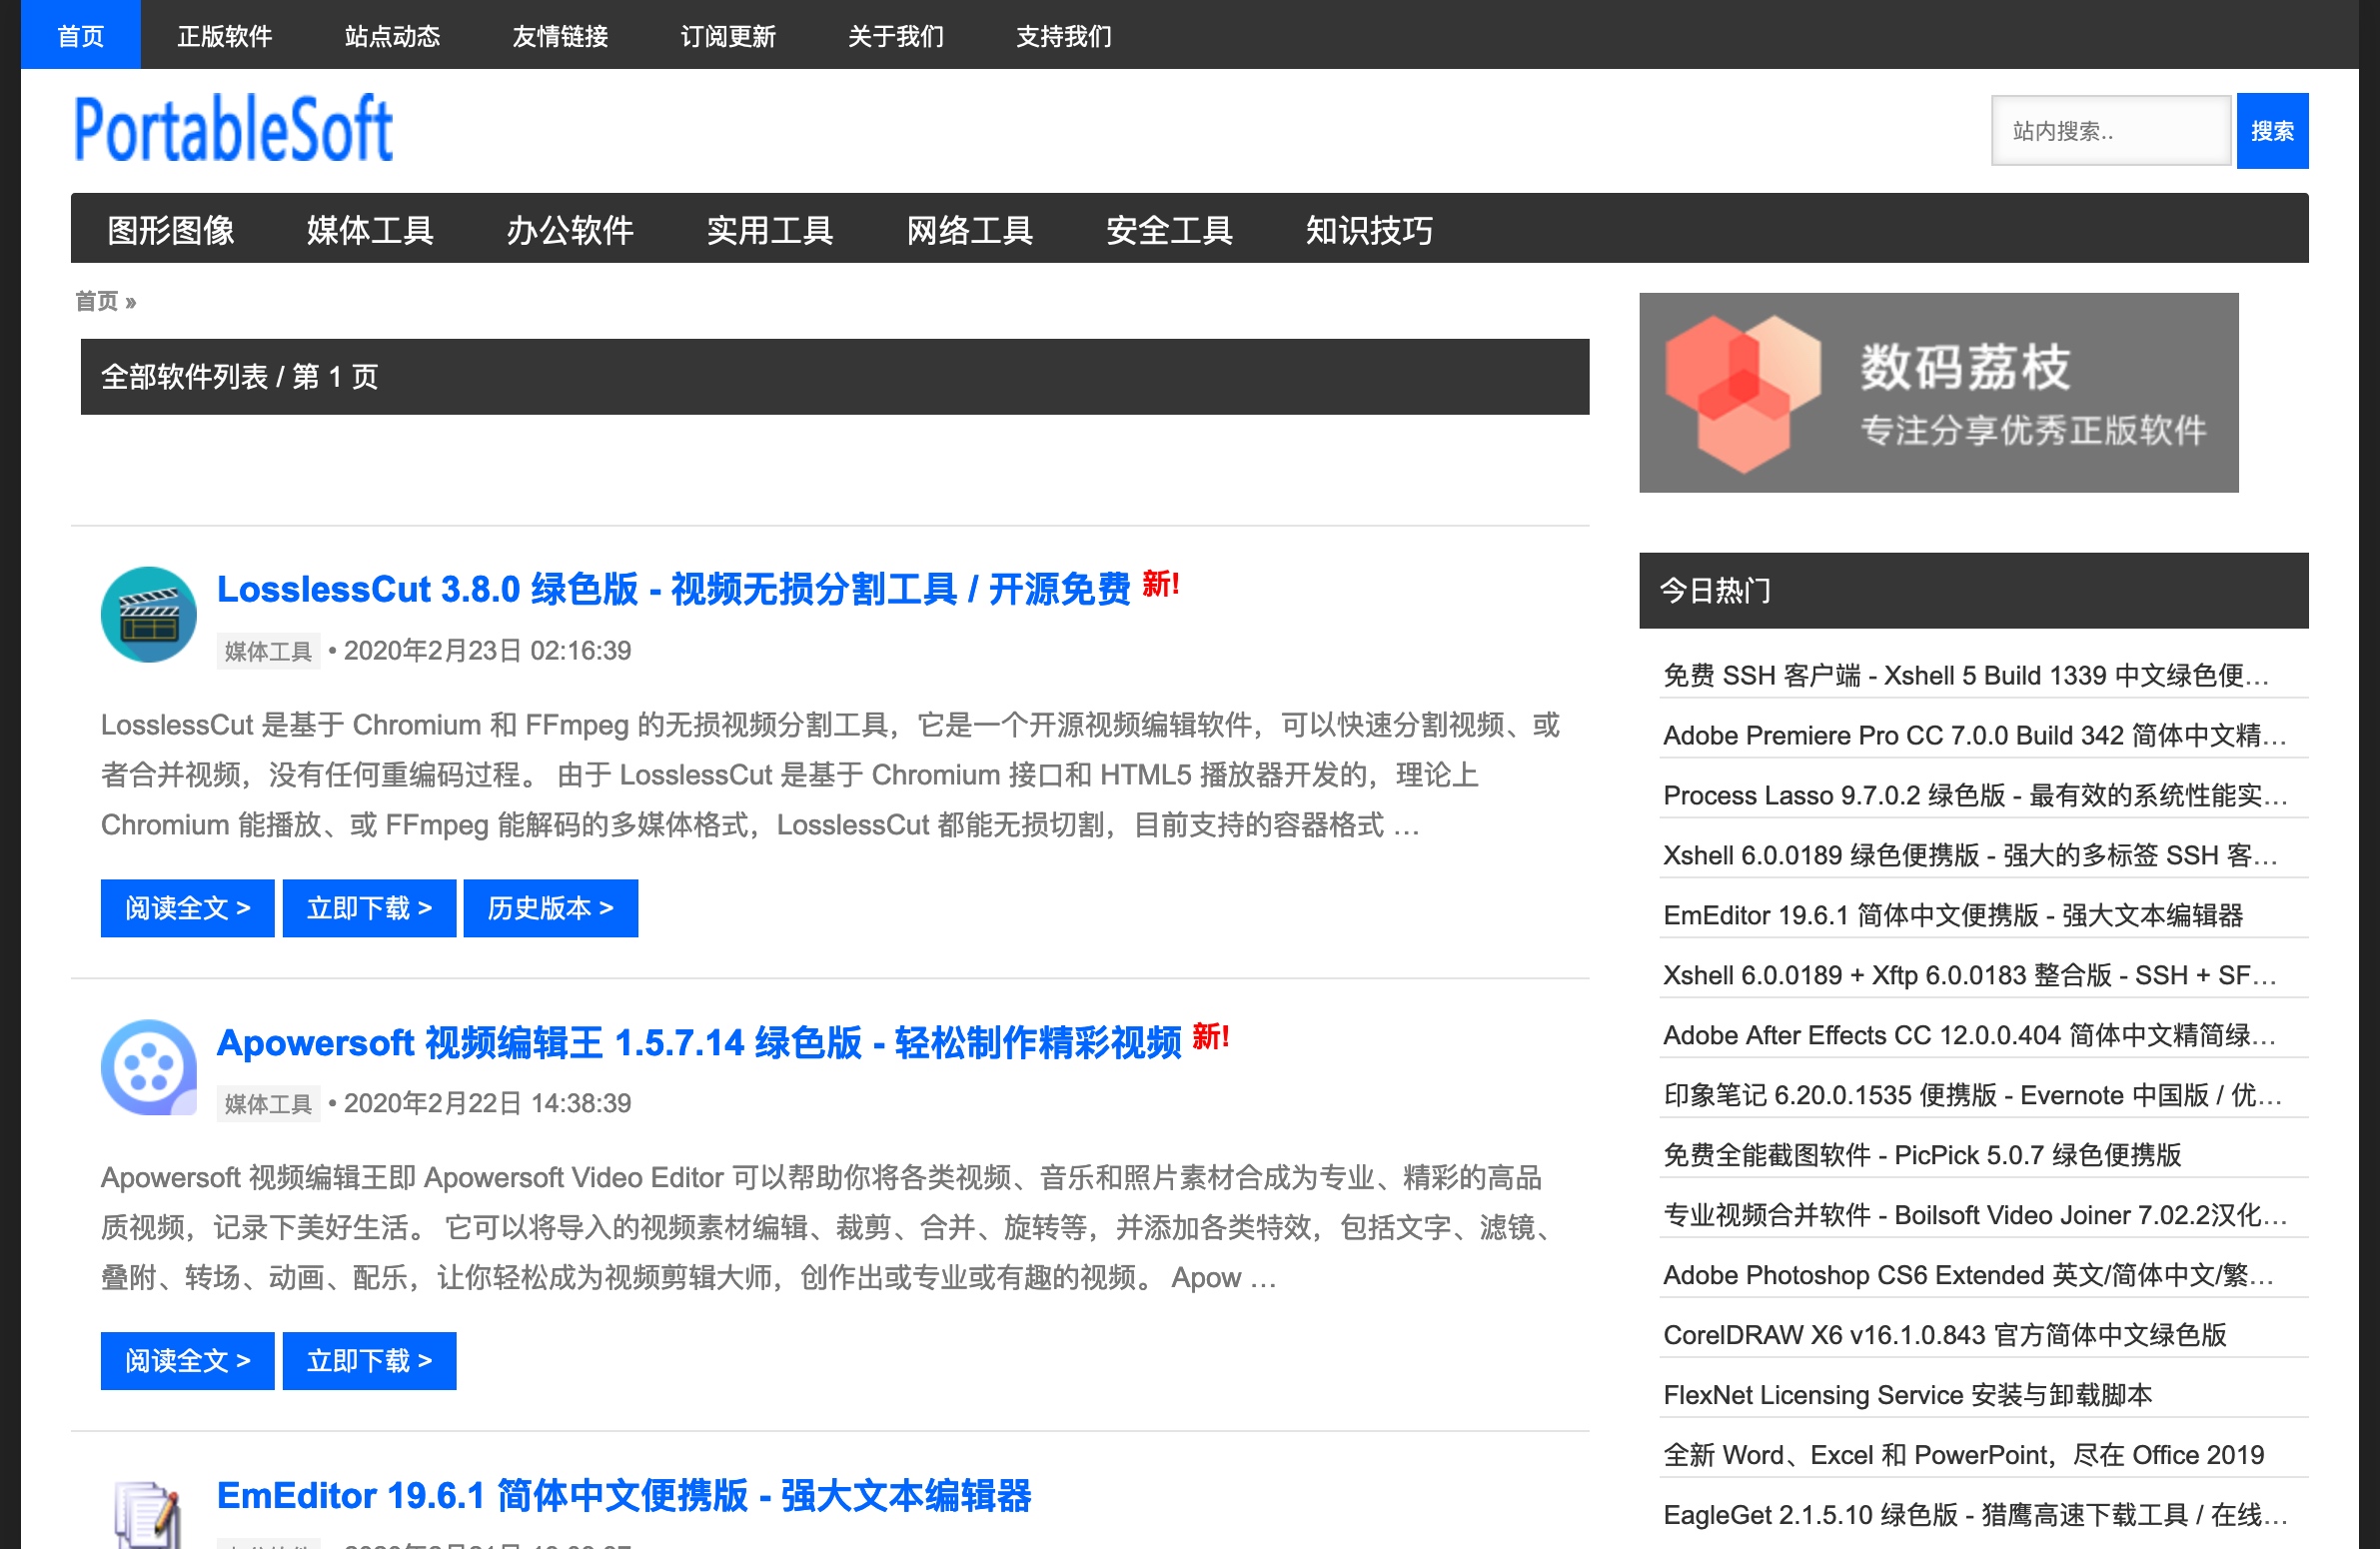 首页 正版软件 站点动态 友情链接 订阅更新 关于我们 支持我们
PortableSoft
站内搜索..
搜索
图形图像 媒体工具 办公软件 实用工具 网络工具 安全工具 知识技巧
首页 »
全部软件列表 / 第 1 页
LosslessCut 3.8.0 绿色版 - 视频无损分割工具 / 开源免费 新!
媒体工具 • 2020年2月23日 02:16:39
LosslessCut 是基于 Chromium 和 FFmpeg 的无损视频分割工具，它是一个开源视频编辑软件，可以快速分割视频、或
者合并视频，没有任何重编码过程。 由于 LosslessCut 是基于 Chromium 接口和 HTML5 播放器开发的，理论上
Chromium 能播放、或 FFmpeg 能解码的多媒体格式，LosslessCut 都能无损切割，目前支持的容器格式 …
阅读全文 > 立即下载 > 历史版本 >
Apowersoft 视频编辑王 1.5.7.14 绿色版 - 轻松制作精彩视频 新!
媒体工具 • 2020年2月22日 14:38:39
Apowersoft 视频编辑王即 Apowersoft Video Editor 可以帮助你将各类视频、音乐和照片素材合成为专业、精彩的高品
质视频，记录下美好生活。 它可以将导入的视频素材编辑、裁剪、合并、旋转等，并添加各类特效，包括文字、滤镜、
叠附、转场、动画、配乐，让你轻松成为视频剪辑大师，创作出或专业或有趣的视频。 Apow …
阅读全文 > 立即下载 >
EmEditor 19.6.1 简体中文便携版 - 强大文本编辑器
数码荔枝
专注分享优秀正版软件
今日热门
免费 SSH 客户端 - Xshell 5 Build 1339 中文绿色便…
Adobe Premiere Pro CC 7.0.0 Build 342 简体中文精…
Process Lasso 9.7.0.2 绿色版 - 最有效的系统性能实…
Xshell 6.0.0189 绿色便携版 - 强大的多标签 SSH 客…
EmEditor 19.6.1 简体中文便携版 - 强大文本编辑器
Xshell 6.0.0189 + Xftp 6.0.0183 整合版 - SSH + SF…
Adobe After Effects CC 12.0.0.404 简体中文精简绿…
印象笔记 6.20.0.1535 便携版 - Evernote 中国版 / 优…
免费全能截图软件 - PicPick 5.0.7 绿色便携版
专业视频合并软件 - Boilsoft Video Joiner 7.02.2汉化…
Adobe Photoshop CS6 Extended 英文/简体中文/繁…
CorelDRAW X6 v16.1.0.843 官方简体中文绿色版
FlexNet Licensing Service 安装与卸载脚本
全新 Word、Excel 和 PowerPoint，尽在 Office 2019
EagleGet 2.1.5.10 绿色版 - 猎鹰高速下载工具 / 在线…